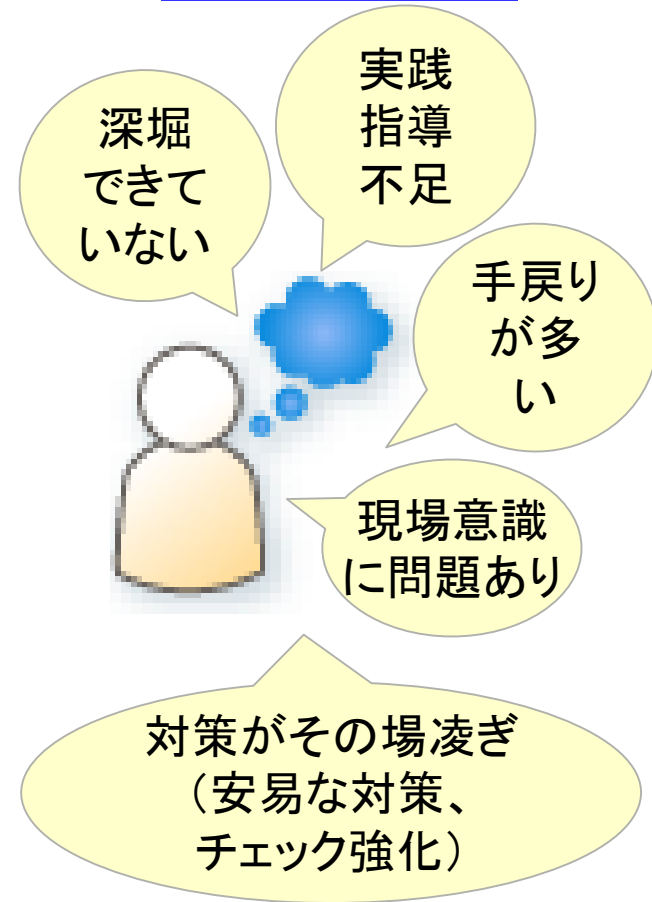 深堀
できて
いない
実践
指導
不足
手戻り
が多
い
現場意識
に問題あり
対策がその場凌ぎ
（安易な対策、
チェック強化）